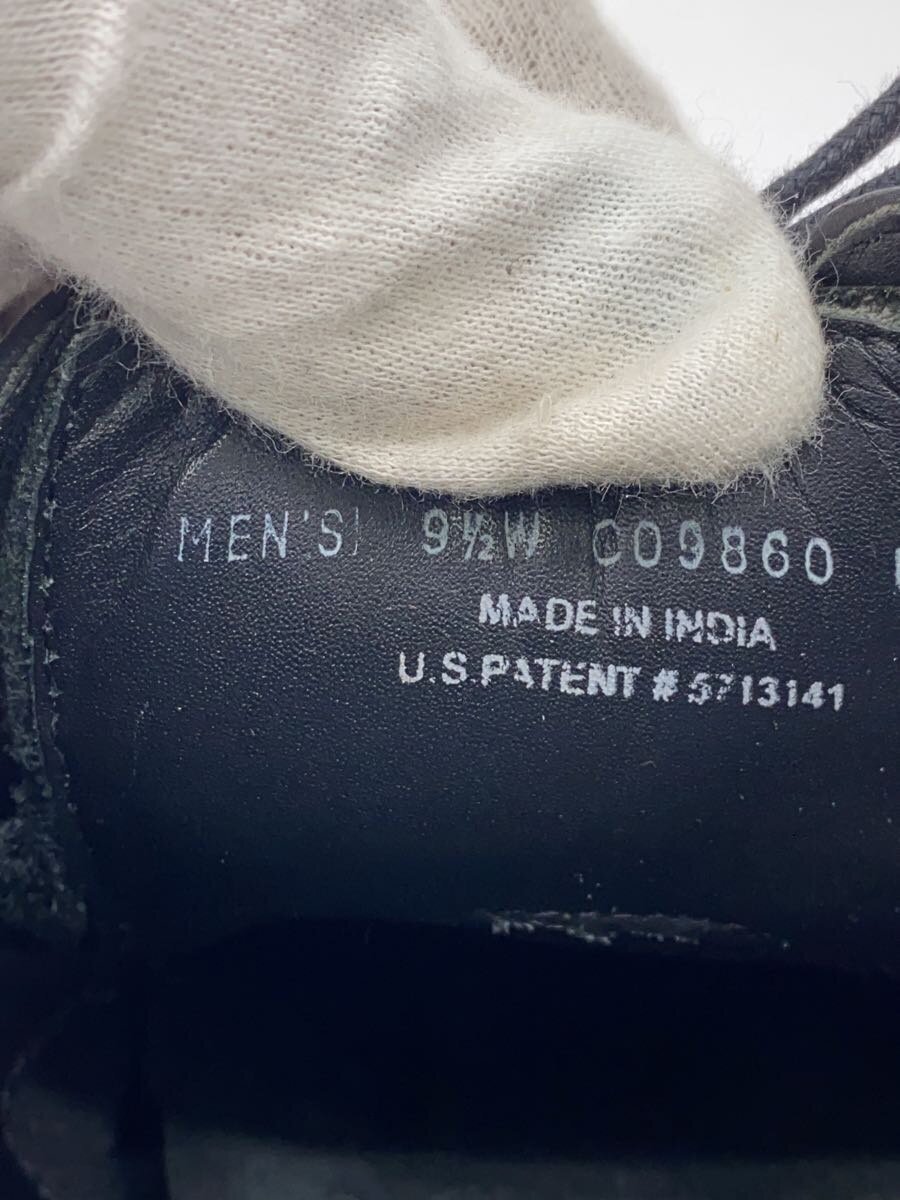 MEN'S 9½W C09860
MADE IN INDIA
U.S.PATENT # 5713141